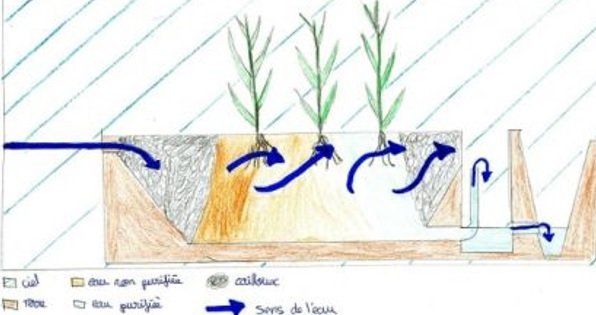 ciel eau non purifiée cailloux
terre eau purifiée sens de l'eau